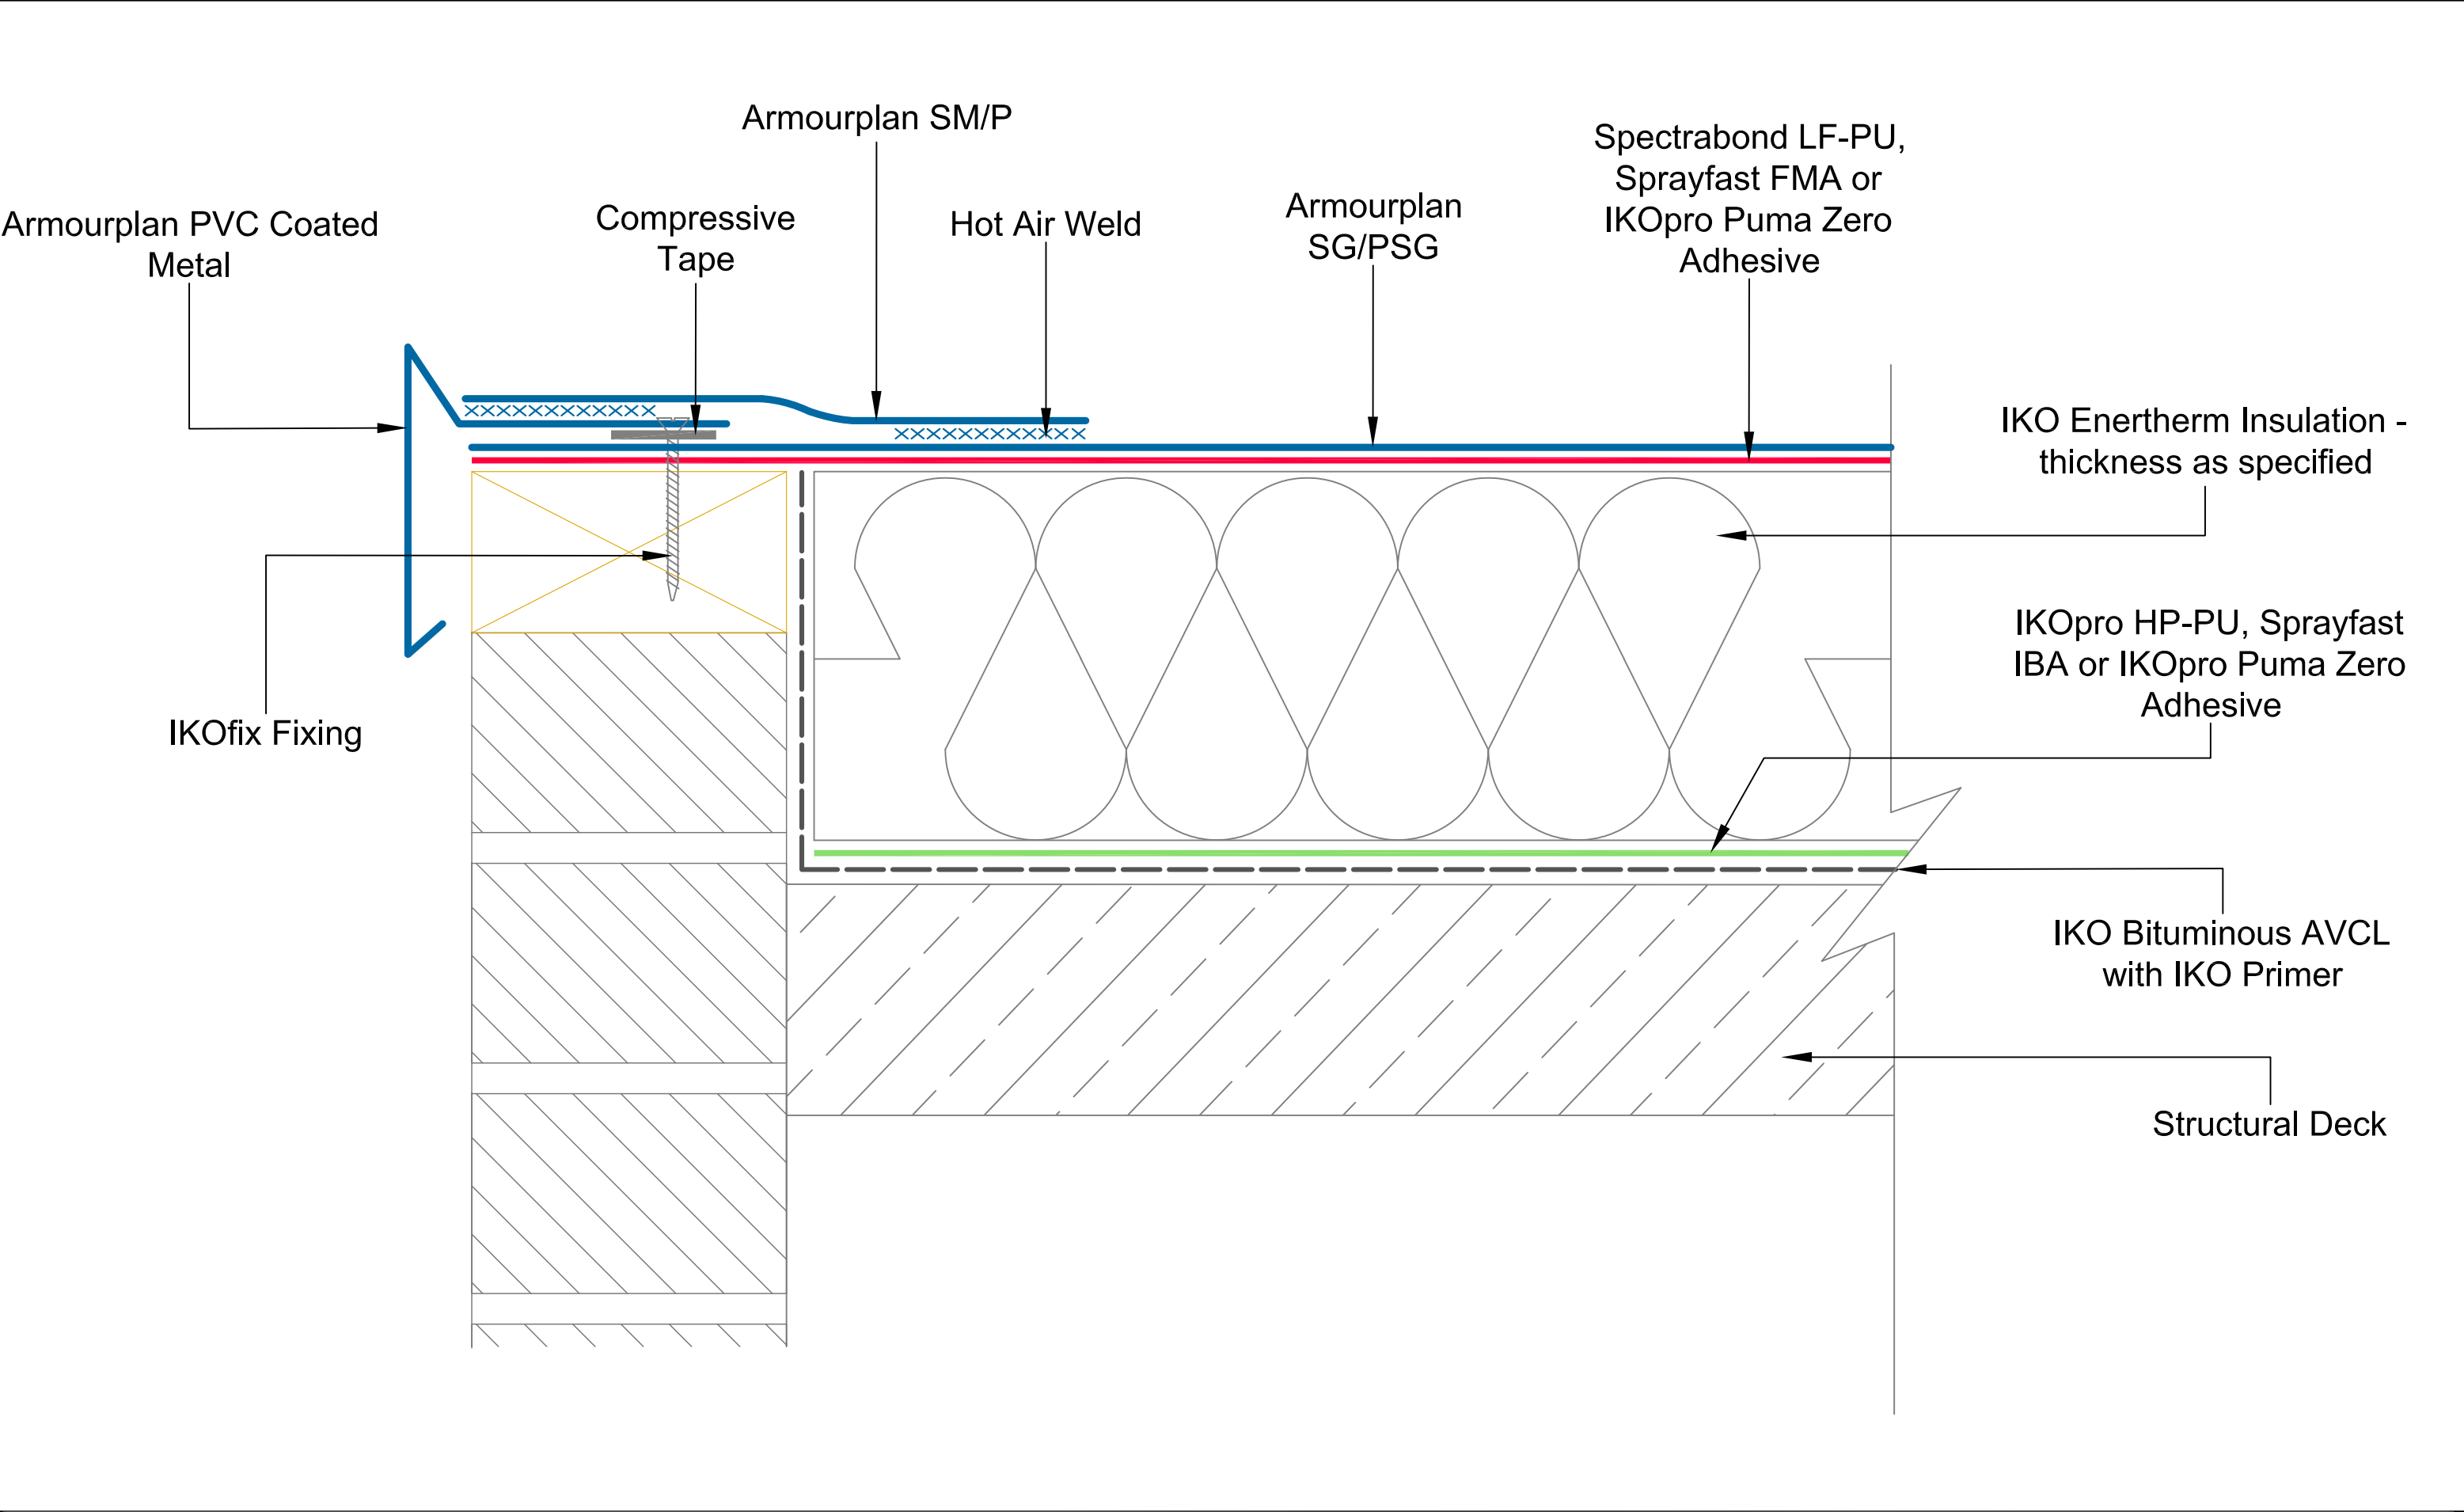 Armourplan SM/P
Spectrabond LF-PU,
Sprayfast FMA or
IKOpro Puma Zero
Adhesive
Armourplan PVC Coated
Metal
Compressive
Tape
Hot Air Weld
Armourplan
SG/PSG
IKO Enertherm Insulation -
thickness as specified
IKOpro HP-PU, Sprayfast
IBA or IKOpro Puma Zero
Adhesive
IKOfix Fixing
IKO Bituminous AVCL
with IKO Primer
Structural Deck